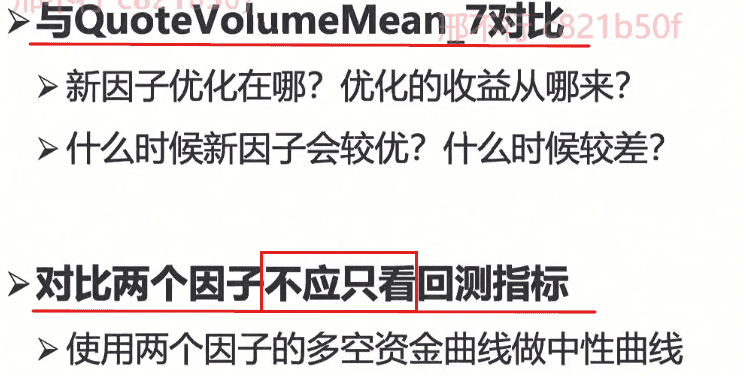 ➢与QuoteVolumeMean_7对比
➢新因子优化在哪？优化的收益从哪来？
➢什么时候新因子会较优？什么时候较差？
➢对比两个因子不应只看回测指标
➢使用两个因子的多空资金曲线做中性曲线